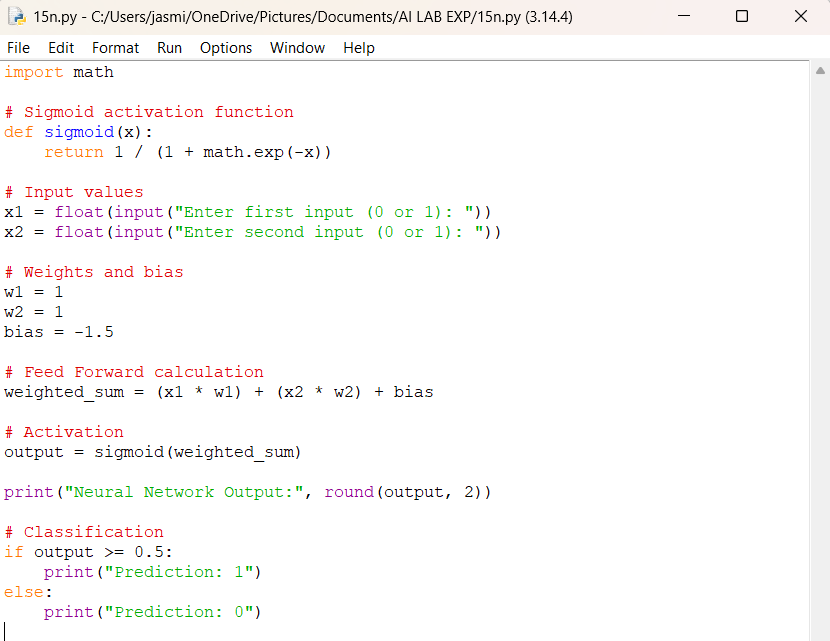 15n.py - C:/Users/jasmi/OneDrive/Pictures/Documents/AI LAB EXP/15n.py (3.14.4)
File Edit Format Run Options Window Help
import math

# Sigmoid activation function
def sigmoid(x):
    return 1 / (1 + math.exp(-x))

# Input values
x1 = float(input("Enter first input (0 or 1): "))
x2 = float(input("Enter second input (0 or 1): "))

# Weights and bias
w1 = 1
w2 = 1
bias = -1.5

# Feed Forward calculation
weighted_sum = (x1 * w1) + (x2 * w2) + bias

# Activation
output = sigmoid(weighted_sum)

print("Neural Network Output:", round(output, 2))

# Classification
if output >= 0.5:
    print("Prediction: 1")
else:
    print("Prediction: 0")